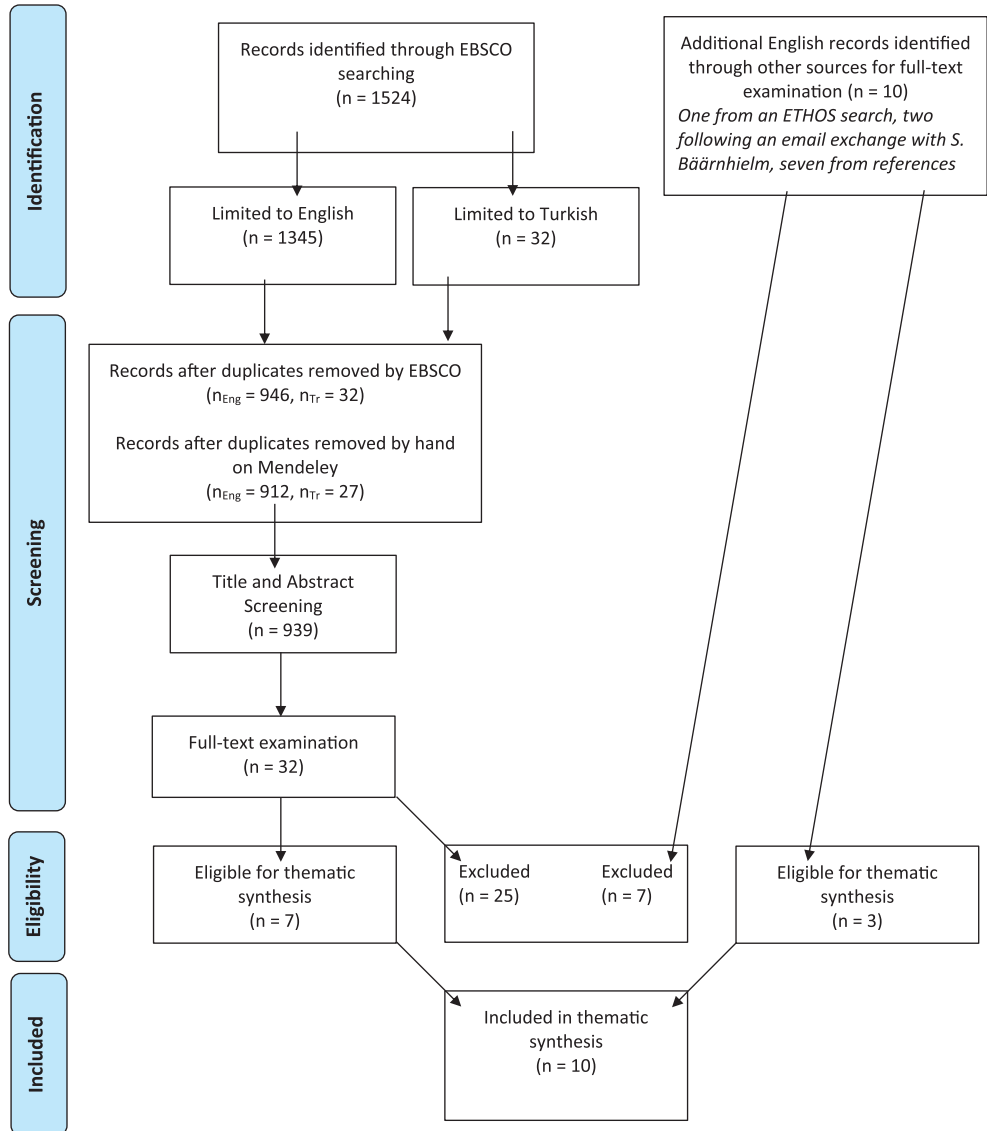 Identification
Records identified through EBSCO
searching
(n = 1524)
Additional English records identified
through other sources for full-text
examination (n = 10)
One from an ETHOS search, two
following an email exchange with S.
Bäärnhielm, seven from references
Limited to English
(n = 1345)
Limited to Turkish
(n = 32)
Screening
Records after duplicates removed by EBSCO
(nEng = 946, nTr = 32)
Records after duplicates removed by hand
on Mendeley
(nEng = 912, nTr = 27)
Title and Abstract
Screening
(n = 939)
Full-text examination
(n = 32)
Eligibility
Eligible for thematic
synthesis
(n = 7)
Excluded
(n = 25)
Excluded
(n = 7)
Eligible for thematic
synthesis
(n = 3)
Included
Included in thematic
synthesis
(n = 10)